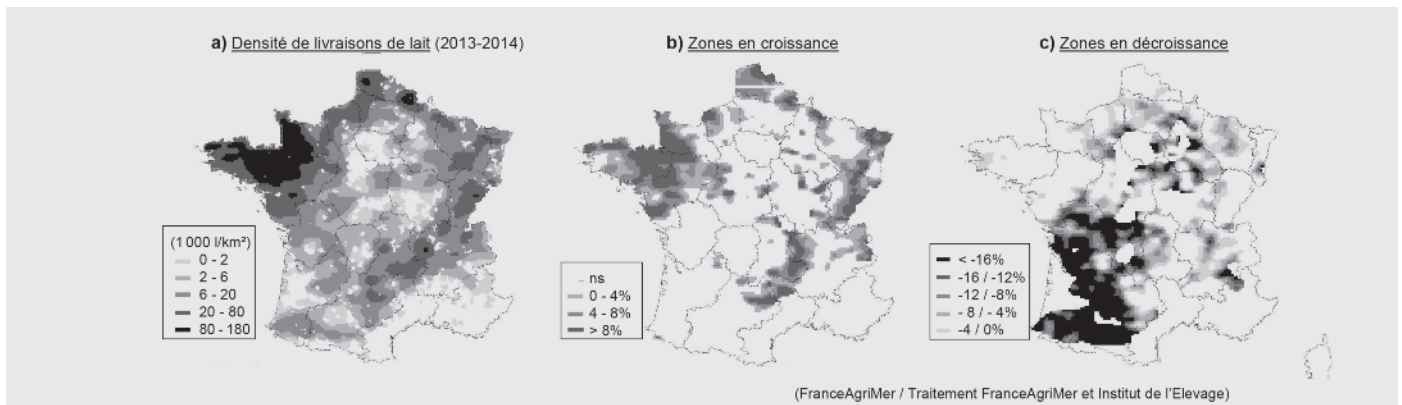 a) Densité de livraisons de lait (2013-2014)
b) Zones en croissance
c) Zones en décroissance
(1 000 l/km²)
0 - 2
2 - 6
6 - 20
20 - 80
80 - 180
ns
0 - 4%
4 - 8%
> 8%
< -16%
-16 / -12%
-12 / -8%
- 8 / -4%
-4 / 0%
(FranceAgriMer / Traitement FranceAgriMer et Institut de l'Elevage)